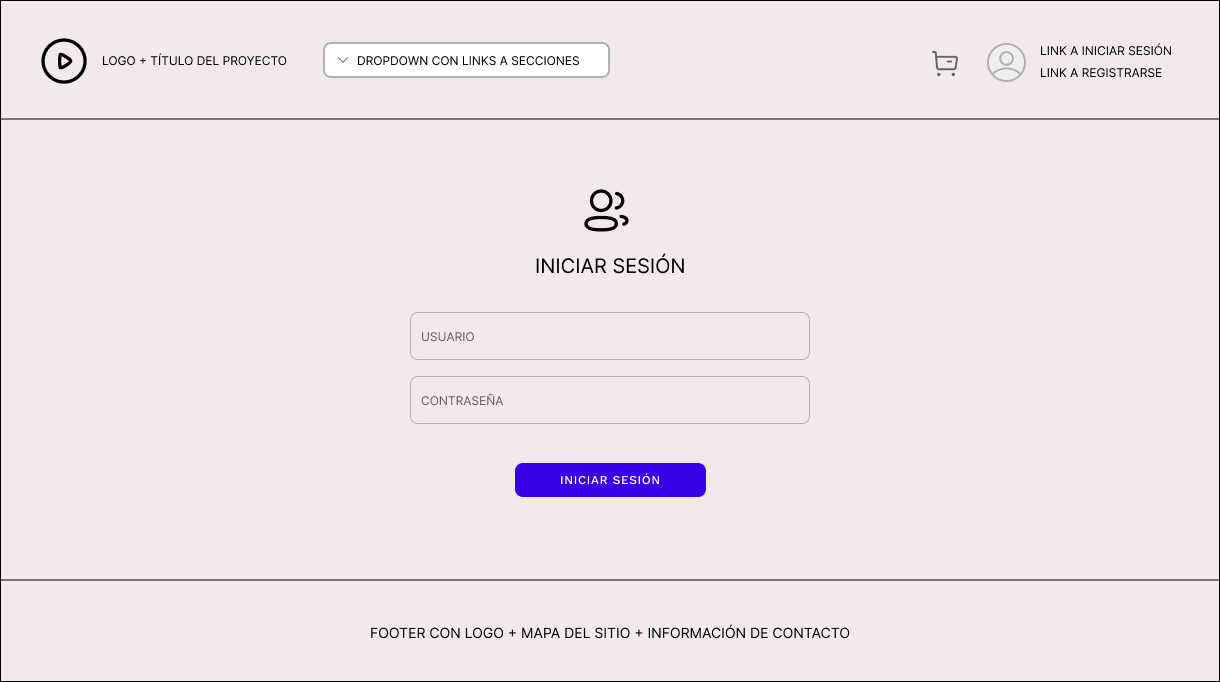 LOGO + TÍTULO DEL PROYECTO
DROPDOWN CON LINKS A SECCIONES
LINK A INICIAR SESIÓN
LINK A REGISTRARSE
INICIAR SESIÓN
USUARIO
CONTRASEÑA
INICIAR SESIÓN
FOOTER CON LOGO + MAPA DEL SITIO + INFORMACIÓN DE CONTACTO